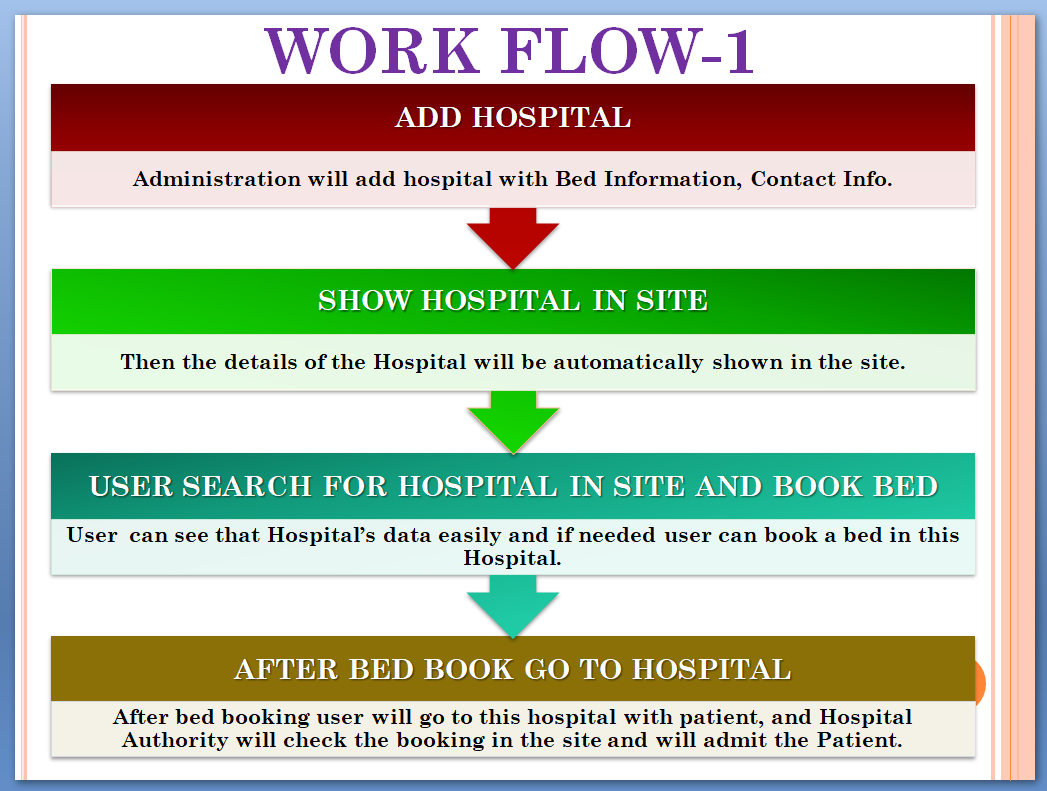 WORK FLOW-1
ADD HOSPITAL
Administration will add hospital with Bed Information, Contact Info.
SHOW HOSPITAL IN SITE
Then the details of the Hospital will be automatically shown in the site.
USER SEARCH FOR HOSPITAL IN SITE AND BOOK BED
User can see that Hospital’s data easily and if needed user can book a bed in this
Hospital.
AFTER BED BOOK GO TO HOSPITAL
After bed booking user will go to this hospital with patient, and Hospital
Authority will check the booking in the site and will admit the Patient.